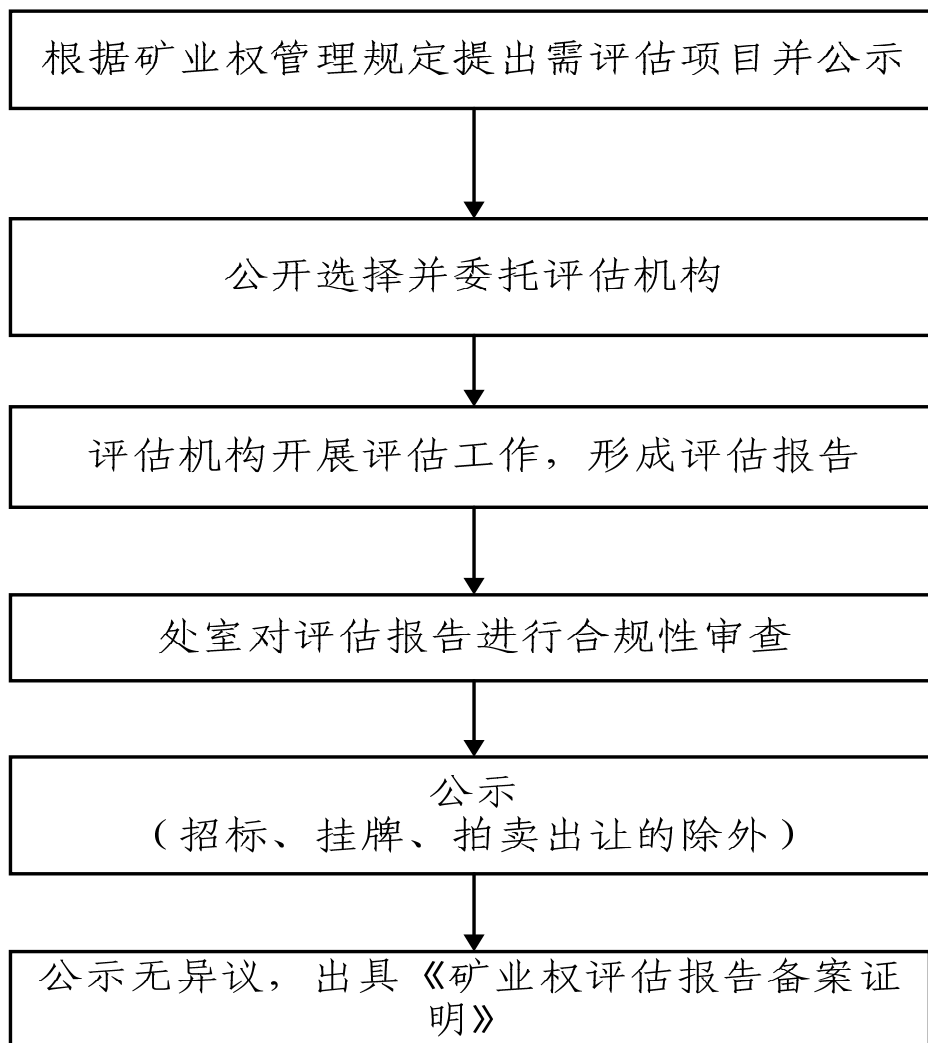 根据矿业权管理规定提出需评估项目并公示
公开选择并委托评估机构
评估机构开展评估工作，形成评估报告
处室对评估报告进行合规性审查
公示
（招标、挂牌、拍卖出让的除外）
公示无异议，出具《矿业权评估报告备案证
明》